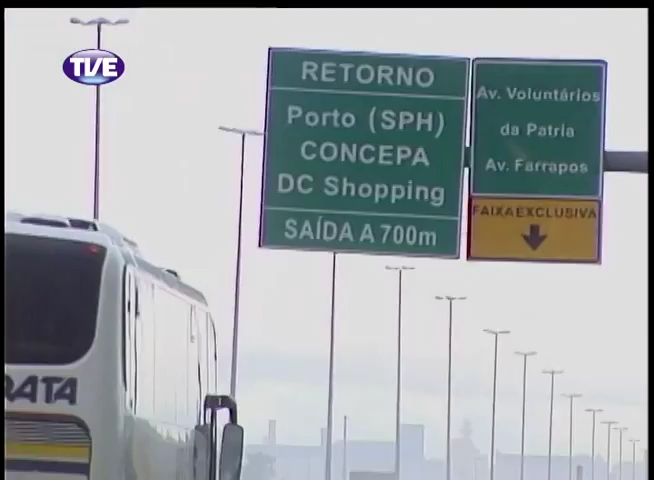 TVE
RETORNO
Porto (SPH)
CONCEPA
DC Shopping
SAÍDA A 700m
Av. Voluntários
da Patria
Av. Farrapos
FAIXA EXCLUSIVA
RATA